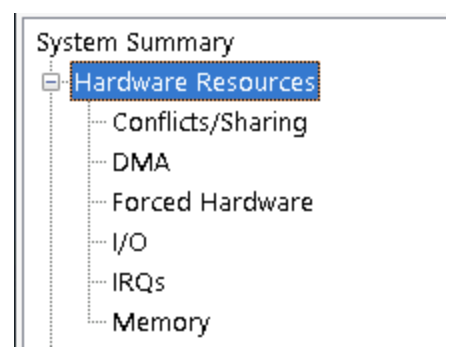 System Summary
Hardware Resources
Conflicts/Sharing
DMA
Forced Hardware
I/O
IRQs
Memory